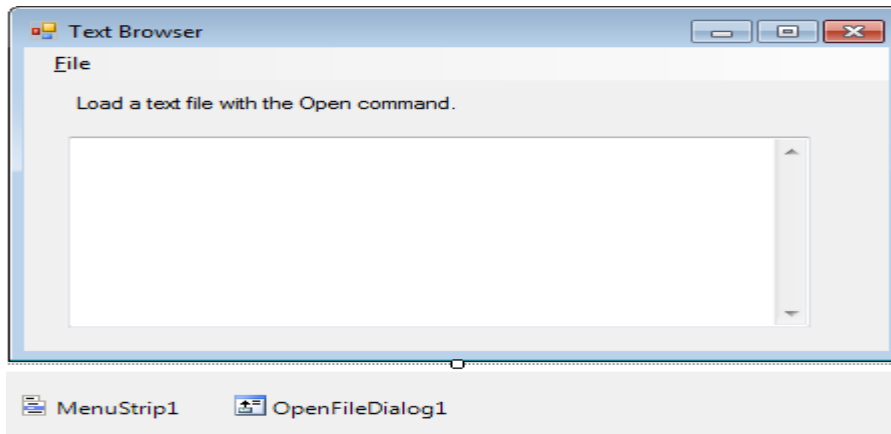 Text Browser
File
Load a text file with the Open command.
MenuStrip1 OpenFileDialog1